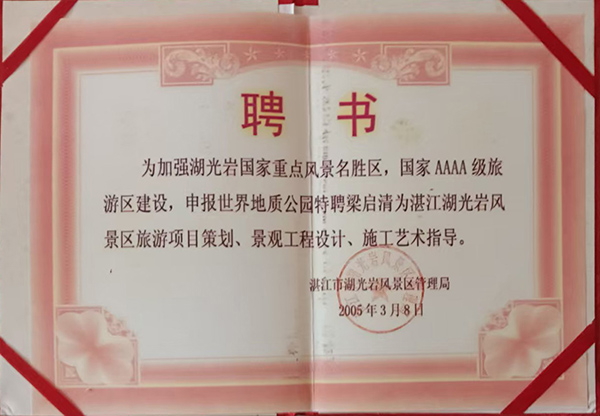 聘书
为加强湖光岩国家重点风景名胜区，国家AAAA级旅
游区建设，申报世界地质公园特聘梁启清为湛江湖光岩风
景区旅游项目策划、景观工程设计、施工艺术指导。
湛江市湖光岩风景区管理局
2005年3月8日